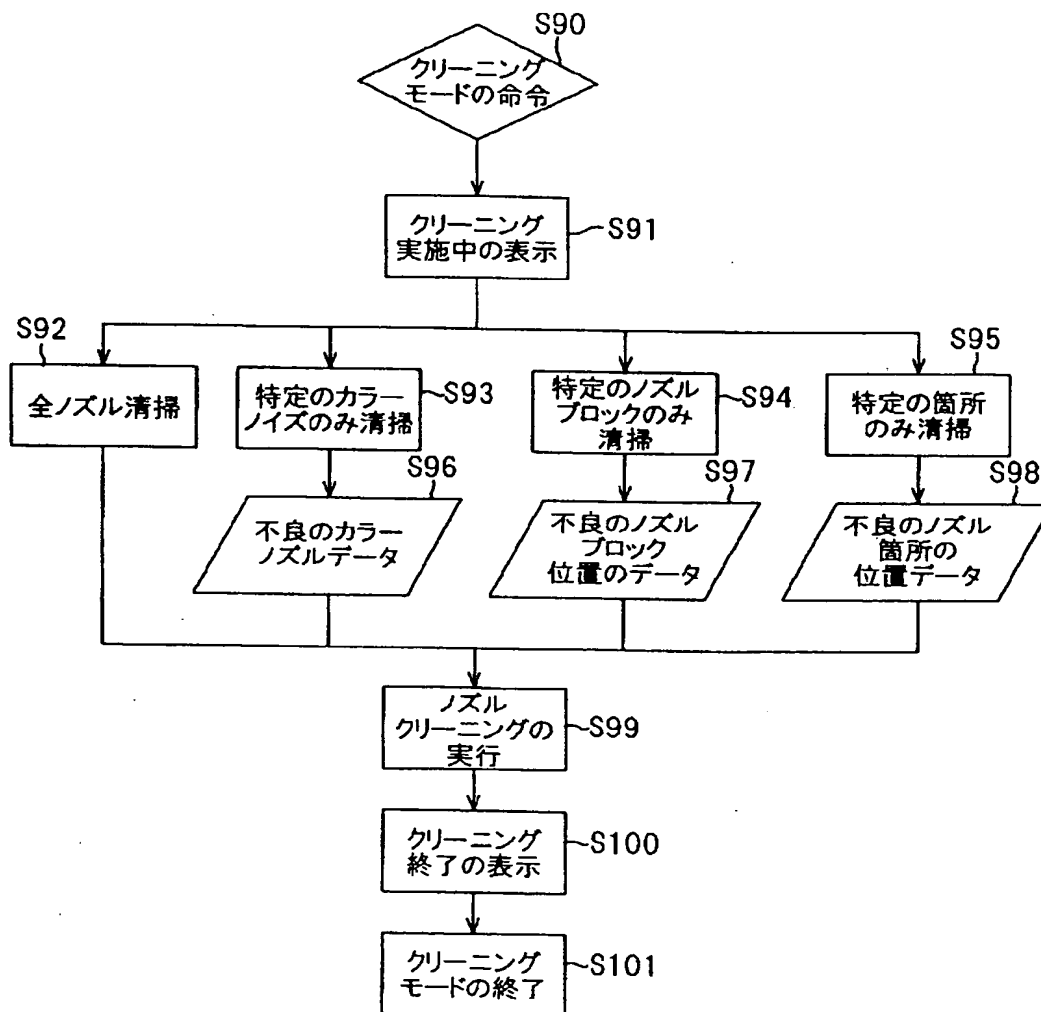 S90
クリーニング
モードの命令
クリーニング
実施中の表示
S91
S92
全ノズル清掃
特定のカラー
ノイズのみ清掃
S93
特定のノズル
ブロックのみ
清掃
S94
S95
特定の箇所
のみ清掃
S96
不良のカラー
ノズルデータ
S97
不良のノズル
ブロック
位置のデータ
S98
不良のノズル
箇所の
位置データ
ノズル
クリーニングの
実行
S99
クリーニング
終了の表示
S100
クリーニング
モードの終了
S101